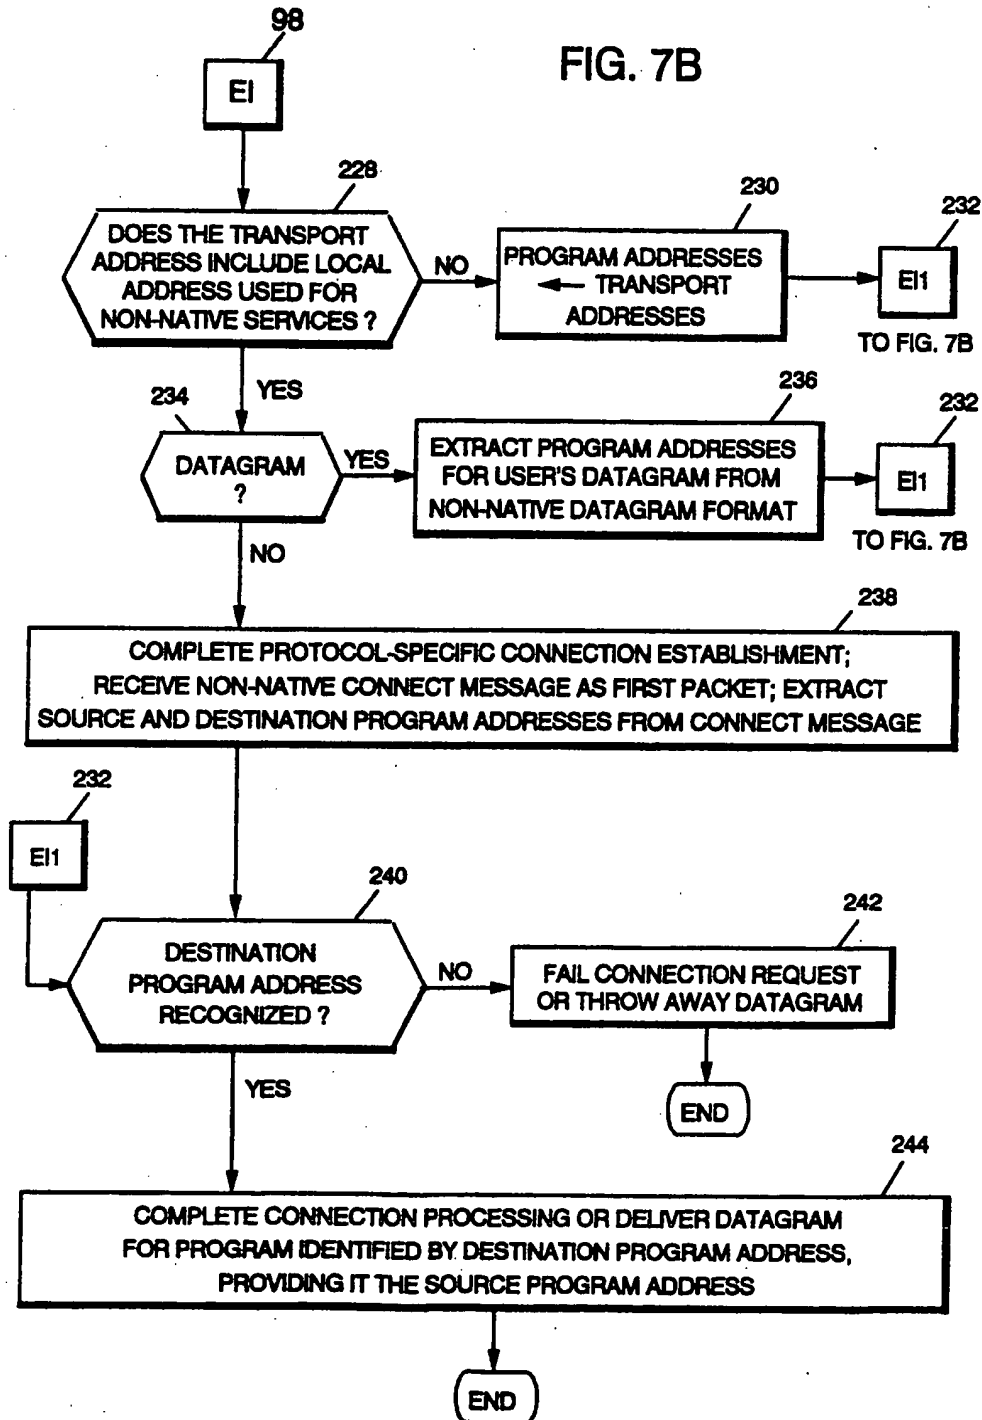 98
FIG. 7B
EI
228
DOES THE TRANSPORT
ADDRESS INCLUDE LOCAL
ADDRESS USED FOR
NON-NATIVE SERVICES ?
NO
230
PROGRAM ADDRESSES
← TRANSPORT
ADDRESSES
232
EI1
TO FIG. 7B
YES
234
DATAGRAM
?
YES
236
EXTRACT PROGRAM ADDRESSES
FOR USER'S DATAGRAM FROM
NON-NATIVE DATAGRAM FORMAT
232
EI1
TO FIG. 7B
NO
238
COMPLETE PROTOCOL-SPECIFIC CONNECTION ESTABLISHMENT;
RECEIVE NON-NATIVE CONNECT MESSAGE AS FIRST PACKET; EXTRACT
SOURCE AND DESTINATION PROGRAM ADDRESSES FROM CONNECT MESSAGE
232
EI1
240
DESTINATION
PROGRAM ADDRESS
RECOGNIZED ?
NO
242
FAIL CONNECTION REQUEST
OR THROW AWAY DATAGRAM
END
YES
244
COMPLETE CONNECTION PROCESSING OR DELIVER DATAGRAM
FOR PROGRAM IDENTIFIED BY DESTINATION PROGRAM ADDRESS,
PROVIDING IT THE SOURCE PROGRAM ADDRESS
END